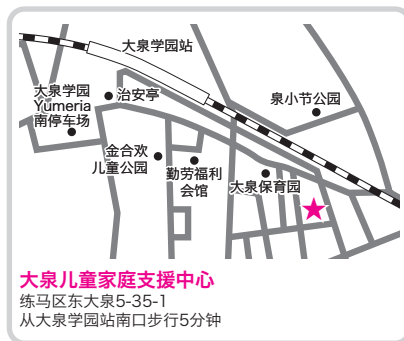 大泉学园站
大泉学园
Yumeria
南停车场
治安亭
泉小节公园
金合欢
儿童公园
勤劳福利
会馆
大泉保育园
大泉儿童家庭支援中心
练马区东大泉5-35-1
从大泉学园站南口步行5分钟